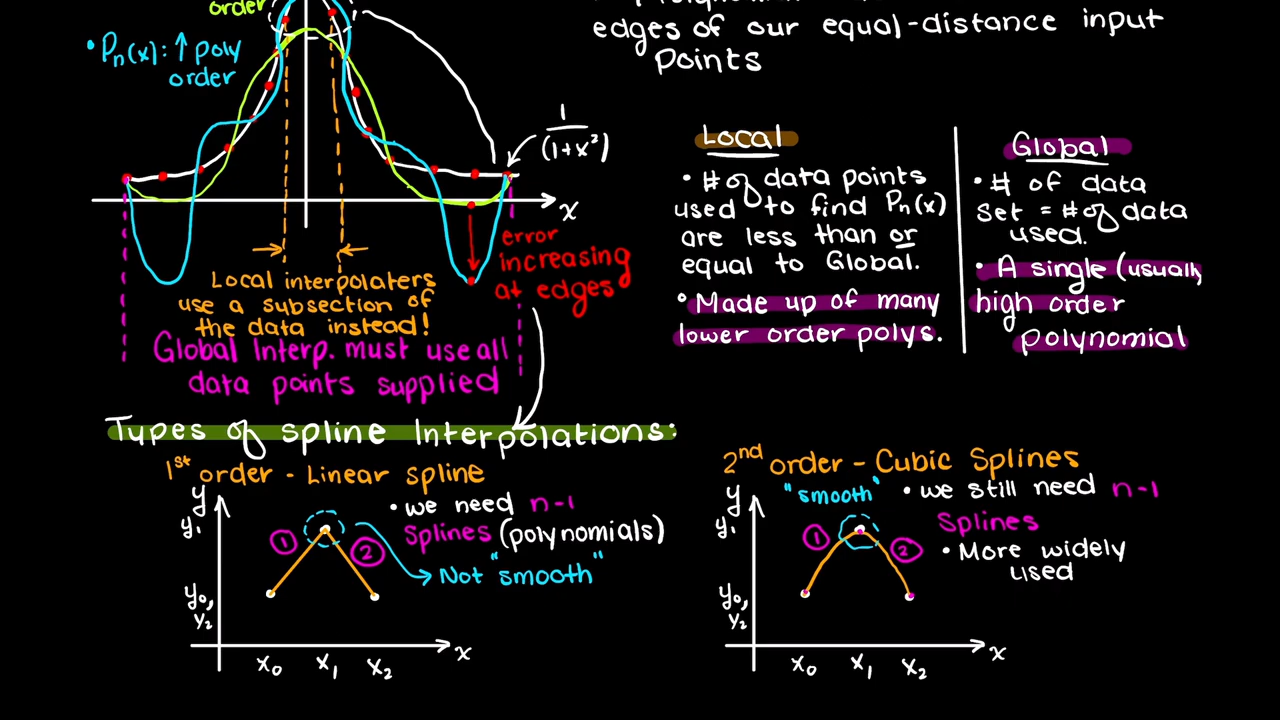 order
• Pn(x): ↑ poly
order
edges of our equal-distance input
Points
1
(1+x²)
x
error
increasing
at edges
Local interpolaters
use a subsection of
the data instead!
Global Interp. must use all
data points supplied
Local
• # of data points
used to find Pn(x)
are less than or
equal to Global.
• Made up of many
lower order polys.
Global
• # of data
set = # of data
used.
• A single (usually
high order
polynomial
Types of spline Interpolations:
1st order - Linear spline
y
y1
y0,
y2
1
2
x0 x1 x2
x
• we need n-1
Splines (polynomials)
Not "smooth"
2nd order - Cubic Splines
"smooth"
• we still need n-1
Splines
• More widely
used
y
y1
y0,
y2
1
2
x0 x1 x2
x